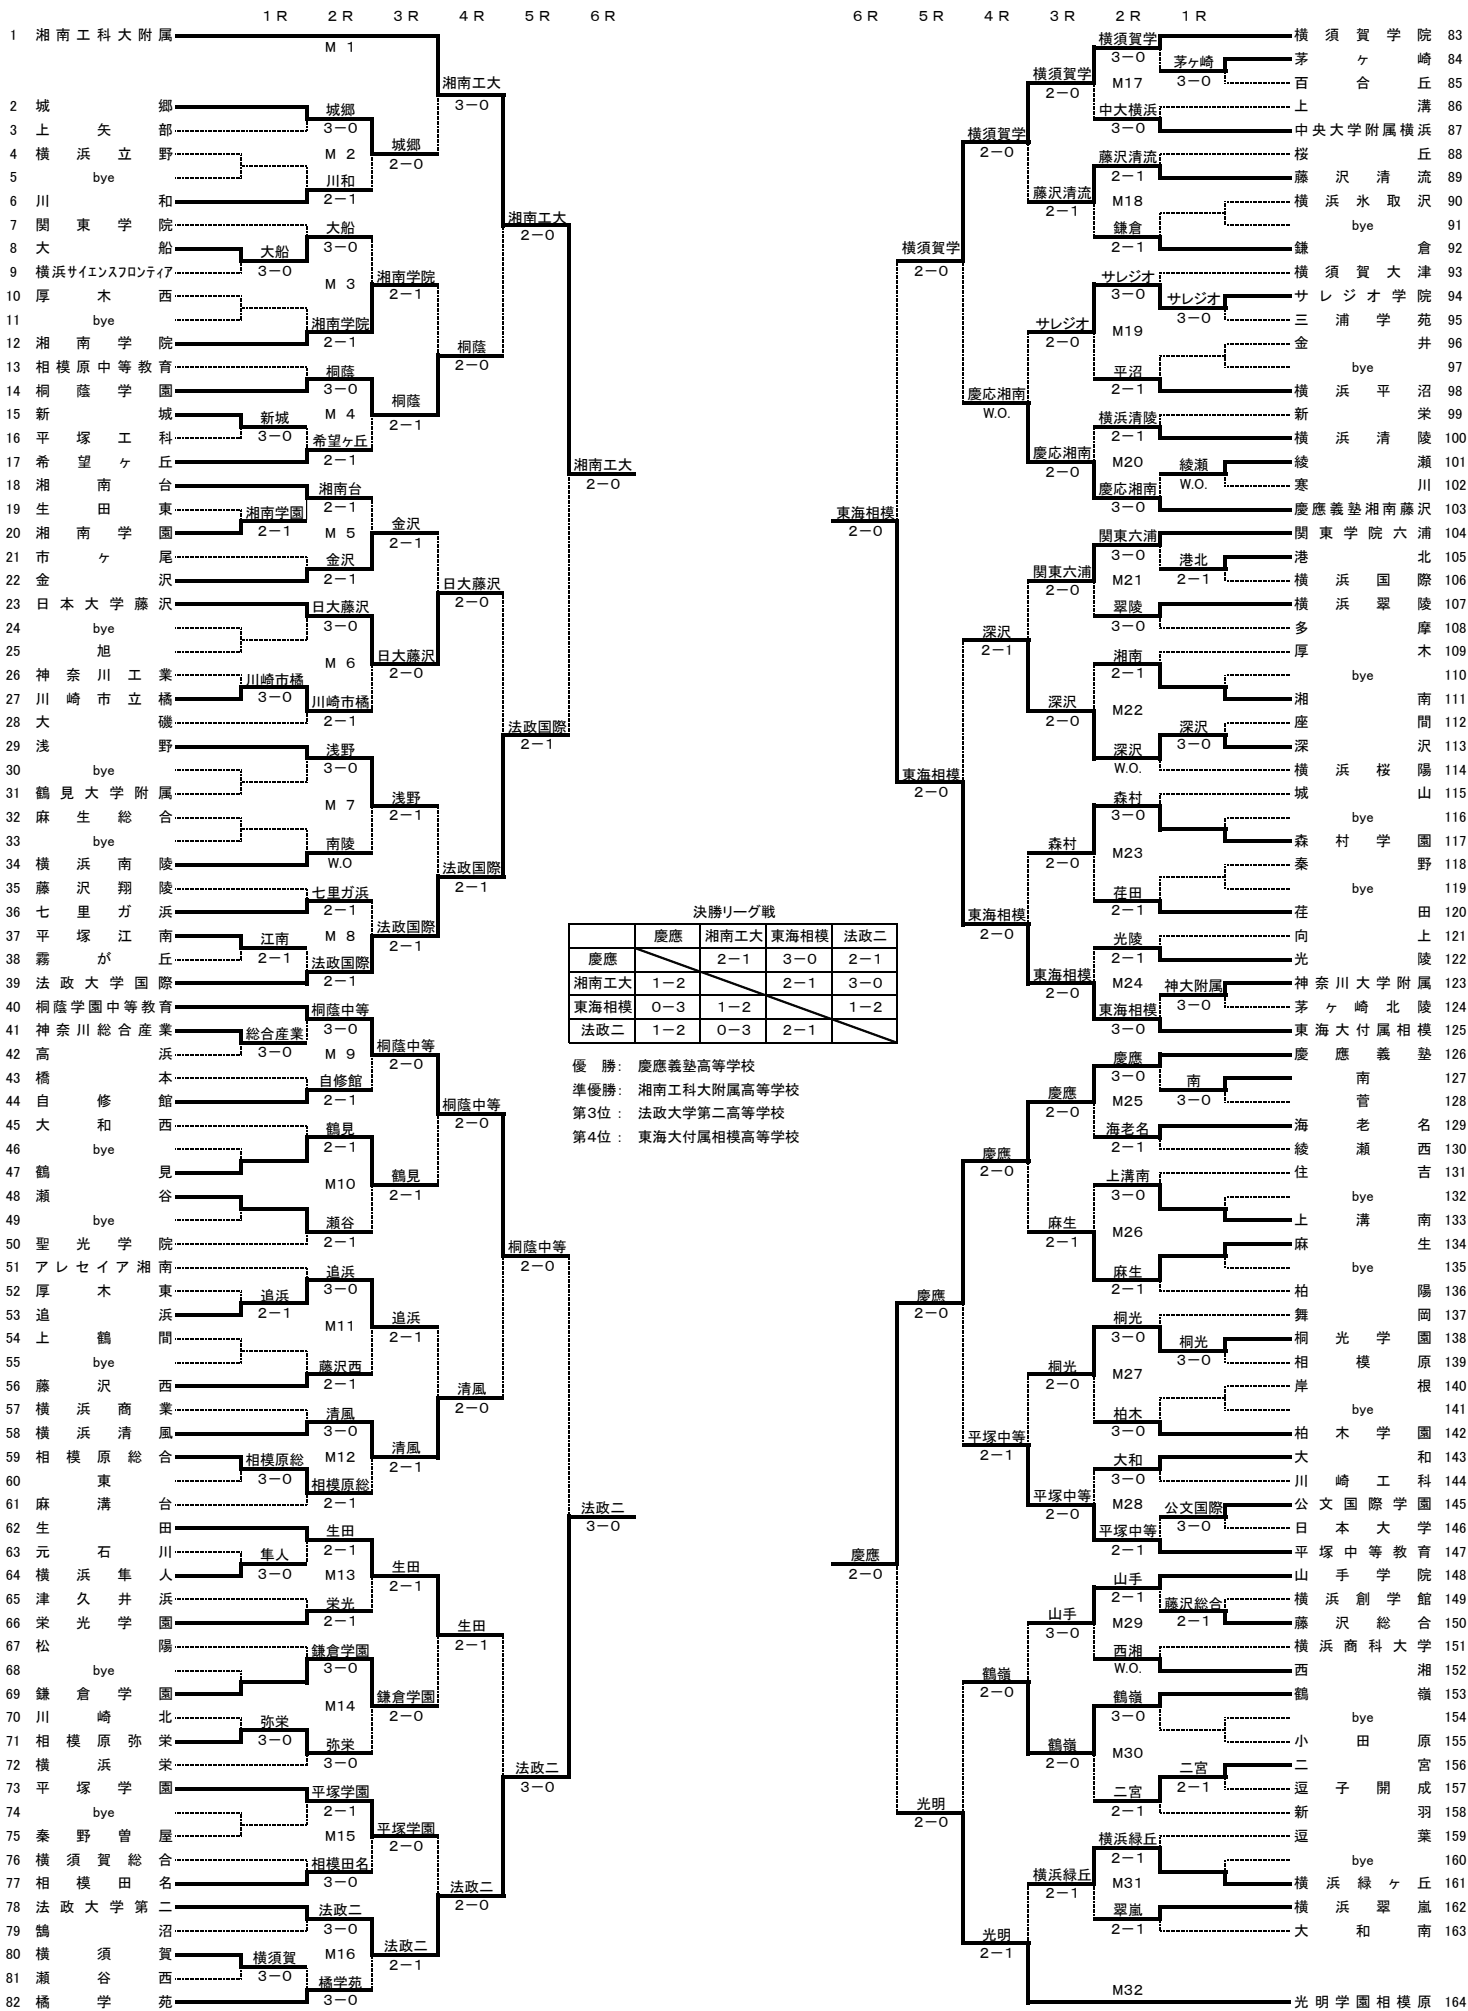 1R 2R 3R 4R 5R 6R
1 湘南工科大附属
M 1
湘南工大
3-0
2 城郷
城郷
3-0
3 上矢部
4 横浜立野
M 2
城郷
2-0
5 bye
川和
2-1
6 川和
湘南工大
2-0
7 関東学院
大船
3-0
8 大船
大船
3-0
9 横浜サイエンスフロンティア
M 3
湘南学院
2-1
10 厚木西
11 bye
湘南学院
2-1
12 湘南学院
桐蔭
2-0
13 相模原中等教育
桐蔭
3-0
14 桐蔭学園
桐蔭
2-1
15 新城
新城
3-0
M 4
16 平塚工科
希望ヶ丘
2-1
17 希望ヶ丘
湘南工大
2-0
18 湘南台
湘南台
2-1
19 生田東
湘南学園
2-1
20 湘南学園
M 5
金沢
2-1
21 市ヶ尾
金沢
2-1
22 金沢
日大藤沢
2-0
23 日本大学藤沢
日大藤沢
3-0
24 bye
25 旭
M 6
日大藤沢
2-0
26 神奈川工業
川崎市橘
3-0
27 川崎市立橘
川崎市橘
2-1
28 大磯
法政国際
2-1
29 浅野
浅野
3-0
30 bye
31 鶴見大学附属
M 7
浅野
2-1
32 麻生総合
33 bye
南陵
W.O
34 横浜南陵
法政国際
2-1
35 藤沢翔陵
七里ガ浜
2-1
36 七里ガ浜
37 平塚江南
江南
2-1
M 8
法政国際
2-1
38 霧が丘
法政国際
2-1
39 法政大学国際
40 桐蔭学園中等教育
桐蔭中等
3-0
41 神奈川総合産業
総合産業
3-0
42 高浜
M 9
桐蔭中等
2-0
43 橋本
自修館
2-1
44 自修館
桐蔭中等
2-0
45 大和西
鶴見
2-1
46 bye
47 鶴見
M10
鶴見
2-1
48 瀬谷
49 bye
瀬谷
2-1
50 聖光学院
桐蔭中等
2-0
51 アレセイア湘南
追浜
3-0
52 厚木東
追浜
2-1
53 追浜
M11
追浜
2-1
54 上鶴間
55 bye
藤沢西
2-1
56 藤沢西
清風
2-0
57 横浜商業
清風
3-0
58 横浜清風
清風
2-1
59 相模原総合
相模原総
3-0
M12
60 東
相模原総
2-1
61 麻溝台
法政二
3-0
62 生田
生田
2-1
63 元石川
隼人
3-0
64 横浜隼人
M13
生田
2-1
65 津久井浜
栄光
2-1
66 栄光学園
生田
2-1
67 松陽
鎌倉学園
3-0
68 bye
69 鎌倉学園
M14
鎌倉学園
2-0
70 川崎北
弥栄
3-0
71 相模原弥栄
弥栄
3-0
72 横浜栄
法政二
3-0
73 平塚学園
平塚学園
2-1
74 bye
75 秦野曽屋
M15
平塚学園
2-0
76 横須賀総合
相模田名
3-0
77 相模田名
法政二
2-0
78 法政大学第二
法政二
3-0
79 鵠沼
80 横須賀
横須賀
3-0
M16
法政二
2-1
81 瀬谷西
橘学苑
3-0
82 橘学苑
決勝リーグ戦
慶應 湘南工大 東海相模 法政二
慶應 2-1 3-0 2-1
湘南工大 1-2 2-1 3-0
東海相模 0-3 1-2 1-2
法政二 1-2 0-3 2-1
優 勝: 慶應義塾高等学校
準優勝: 湘南工科大附属高等学校
第3位: 法政大学第二高等学校
第4位: 東海大付属相模高等学校
6R 5R 4R 3R 2R 1R
横須賀学院 83
横須賀学
3-0
茅ヶ崎 84
茅ヶ崎
3-0
横須賀学
2-0
M17
百合丘 85
上溝 86
中大横浜
3-0
中央大学附属横浜 87
横須賀学
2-0
桜丘 88
藤沢清流
2-1
藤沢清流 89
藤沢清流
2-1
M18
横浜氷取沢 90
bye 91
鎌倉
2-1
鎌倉 92
横須賀学
2-0
横須賀大津 93
サレジオ
3-0
サレジオ学院 94
サレジオ
3-0
三浦学苑 95
サレジオ
2-0
M19
金井 96
bye 97
平沼
2-1
横浜平沼 98
慶応湘南
W.O.
新栄 99
横浜清陵
2-1
横浜清陵 100
慶応湘南
2-0
M20
綾瀬 101
綾瀬
W.O.
寒川 102
慶応湘南
3-0
慶應義塾湘南藤沢 103
東海相模
2-0
関東学院六浦 104
関東六浦
3-0
港北 105
港北
2-1
横浜国際 106
関東六浦
2-0
M21
横浜翠陵 107
翠陵
3-0
多摩 108
深沢
2-1
厚木 109
湘南
2-1
bye 110
湘南 111
深沢
2-0
M22
座間 112
深沢
3-0
深沢 113
深沢
W.O.
横浜桜陽 114
東海相模
2-0
城山 115
森村
3-0
bye 116
森村学園 117
森村
2-0
M23
秦野 118
bye 119
荏田
2-1
荏田 120
東海相模
2-0
向上 121
光陵
2-1
光陵 122
東海相模
2-0
M24
神奈川大学附属 123
神大附属
3-0
茅ヶ崎北陵 124
東海相模
3-0
東海大付属相模 125
慶應義塾 126
慶應
3-0
南 127
南
3-0
菅 128
慶應
2-0
M25
海老名 129
海老名
2-1
綾瀬西 130
慶應
2-0
住吉 131
上溝南
3-0
bye 132
上溝南 133
麻生
2-1
M26
麻生 134
bye 135
麻生
2-1
柏陽 136
慶應
2-0
舞岡 137
桐光
3-0
桐光学園 138
桐光
3-0
相模原 139
桐光
2-0
M27
岸根 140
bye 141
柏木
3-0
柏木学園 142
平塚中等
2-1
大和 143
大和
3-0
川崎工科 144
平塚中等
2-0
M28
公文国際学園 145
公文国際
3-0
日本大学 146
平塚中等
2-1
平塚中等教育 147
慶應
2-0
山手学院 148
山手
2-1
横浜創学館 149
藤沢総合
2-1
藤沢総合 150
山手
3-0
M29
横浜商科大学 151
西湘
W.O.
西湘 152
鶴嶺
2-0
鶴嶺 153
鶴嶺
3-0
bye 154
小田原 155
鶴嶺
2-0
M30
二宮 156
二宮
2-1
逗子開成 157
二宮
2-1
新羽 158
光明
2-0
逗葉 159
横浜緑丘
2-1
bye 160
横浜緑ヶ丘 161
横浜緑丘
2-1
M31
横浜翠嵐 162
翠嵐
2-1
大和南 163
光明
2-1
M32
光明学園相模原 164